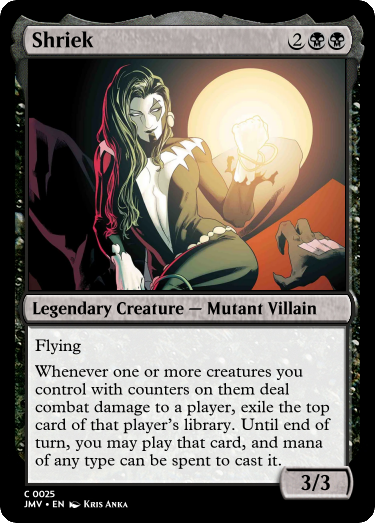 Shriek 2
Legendary Creature — Mutant Villain
Flying
Whenever one or more creatures you
control with counters on them deal
combat damage to a player, exile the top
card of that player's library. Until end of
turn, you may play that card, and mana
of any type can be spent to cast it.
3/3
C 0025
JMV • EN Kris Anka